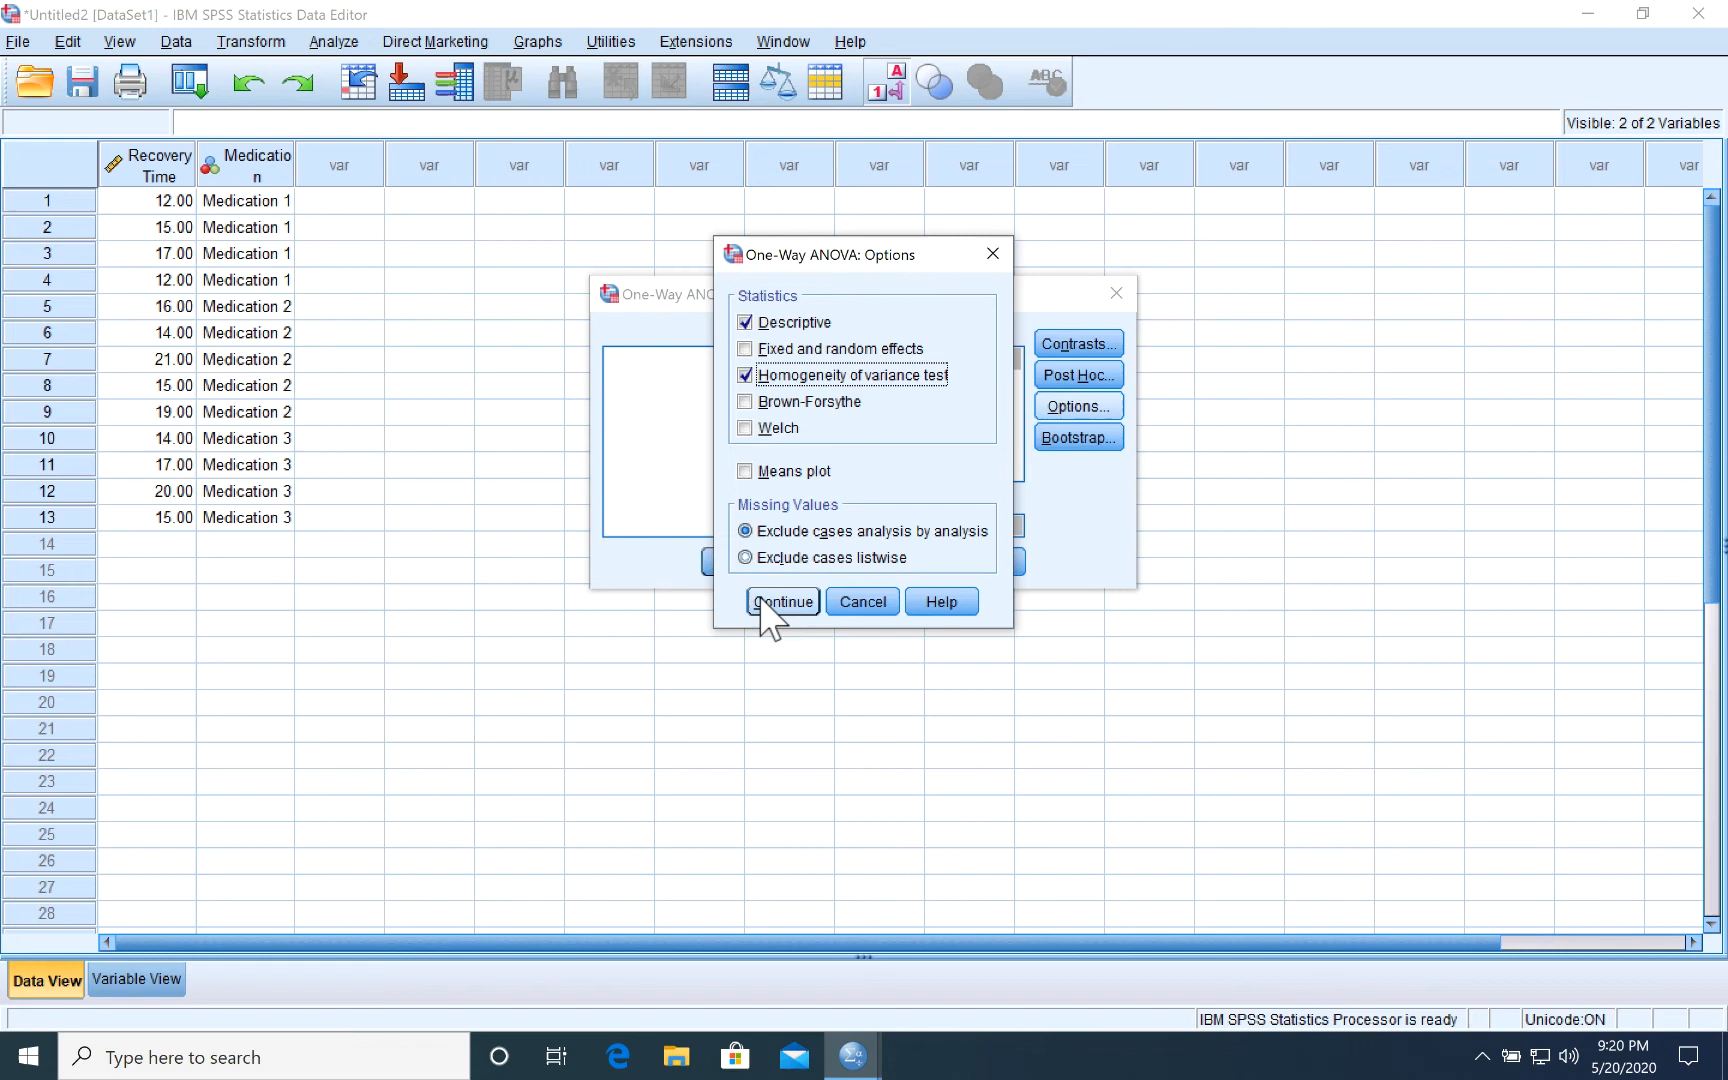 *Untitled2 [DataSet1] - IBM SPSS Statistics Data Editor
File Edit View Data Transform Analyze Direct Marketing Graphs Utilities Extensions Window Help
Visible: 2 of 2 Variables
Recovery Time Medicatio n var var var var var var var var var var var var var var var var
1 12.00 Medication 1
2 15.00 Medication 1
3 17.00 Medication 1
4 12.00 Medication 1
5 16.00 Medication 2
6 14.00 Medication 2
7 21.00 Medication 2
8 15.00 Medication 2
9 19.00 Medication 2
10 14.00 Medication 3
11 17.00 Medication 3
12 20.00 Medication 3
13 15.00 Medication 3
14
15
16
17
18
19
20
21
22
23
24
25
26
27
28
One-Way ANO
Contrasts...
Post Hoc...
Options...
Bootstrap...
One-Way ANOVA: Options
Statistics
Descriptive
Fixed and random effects
Homogeneity of variance test
Brown-Forsythe
Welch
Means plot
Missing Values
Exclude cases analysis by analysis
Exclude cases listwise
Continue Cancel Help
Data View Variable View
IBM SPSS Statistics Processor is ready Unicode:ON
Type here to search
9:20 PM
5/20/2020